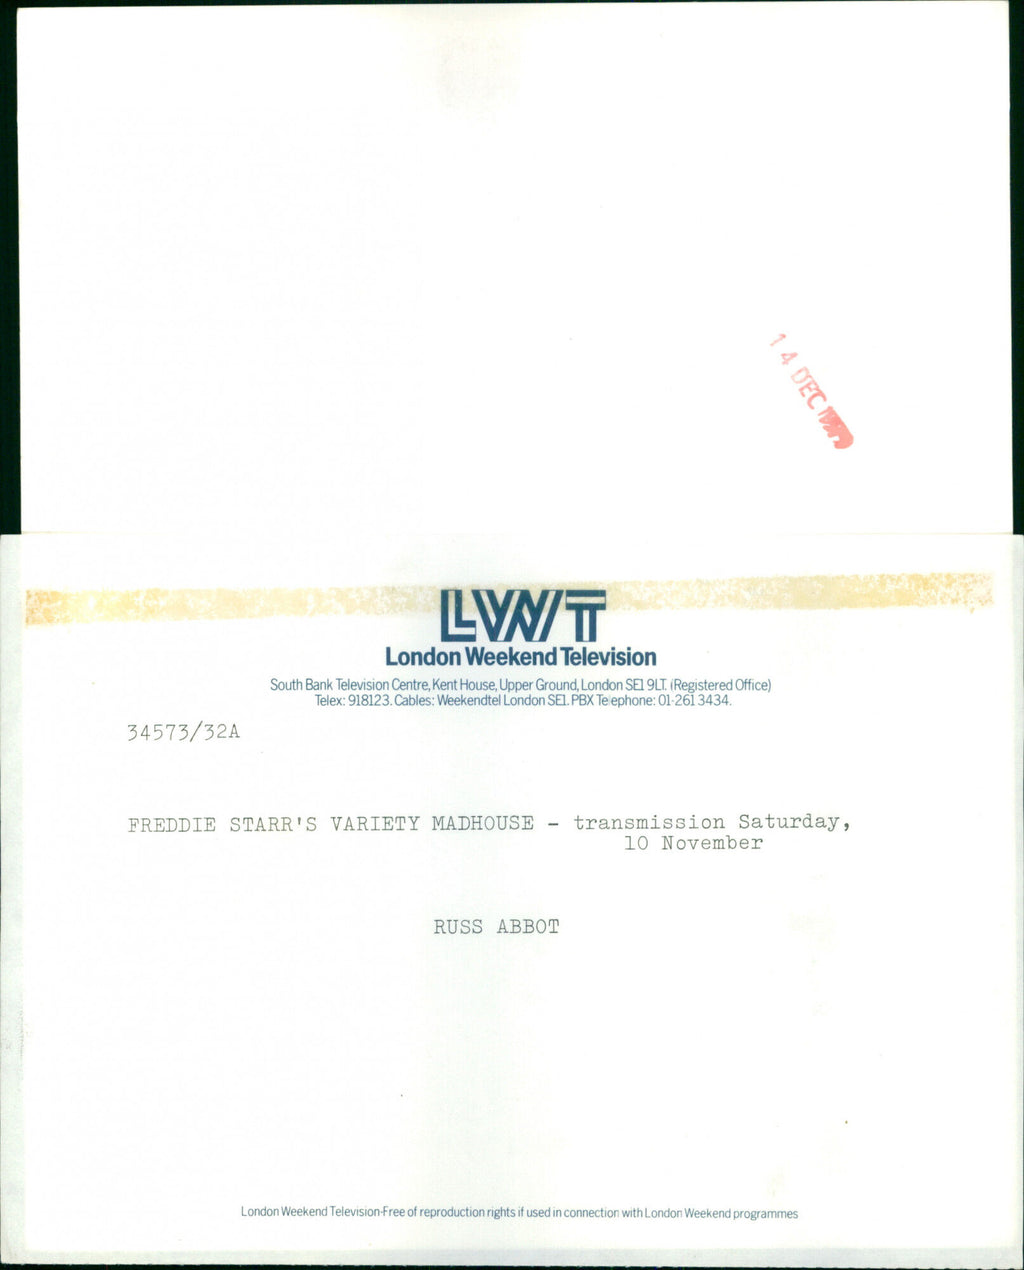 14 DEC
LWT
London Weekend Television
South Bank Television Centre, Kent House, Upper Ground, London SE1 9LT. (Registered Office)
Telex: 918123. Cables: Weekendtel London SE1. PBX Telephone: 01-261 3434.
34573/32A
FREDDIE STARR'S VARIETY MADHOUSE - transmission Saturday,
10 November
RUSS ABBOT
London Weekend Television-Free of reproduction rights if used in connection with London Weekend programmes